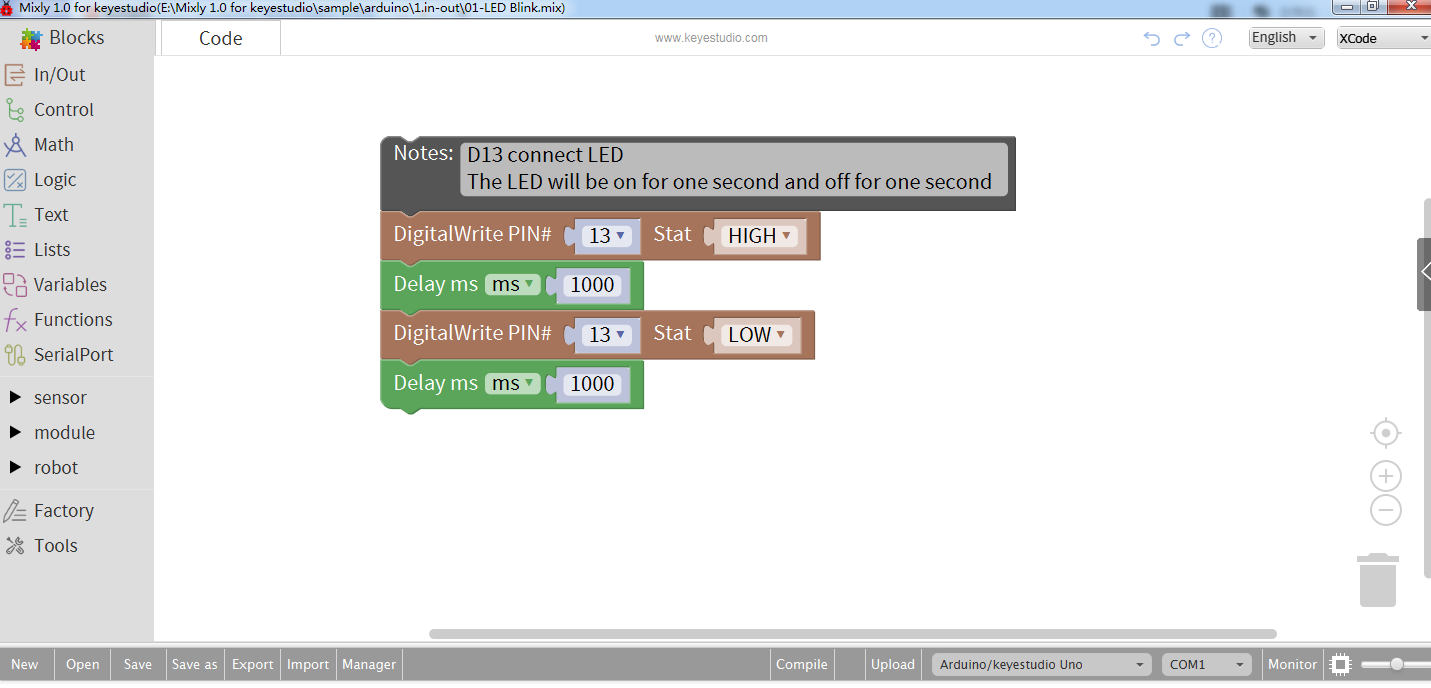 Mixly 1.0 for keyestudio(E:\Mixly 1.0 for keyestudio\sample\arduino\1.in-out\01-LED Blink.mix)
Blocks
Code
www.keyestudio.com
?
English
XCode
In/Out
Control
Math
Logic
Text
Lists
Variables
Functions
SerialPort
sensor
module
robot
Factory
Tools
Notes: D13 connect LED
The LED will be on for one second and off for one second
DigitalWrite PIN# 13 Stat HIGH
Delay ms ms 1000
DigitalWrite PIN# 13 Stat LOW
Delay ms ms 1000
New Open Save Save as Export Import Manager Compile Upload Arduino/keyestudio Uno COM1 Monitor